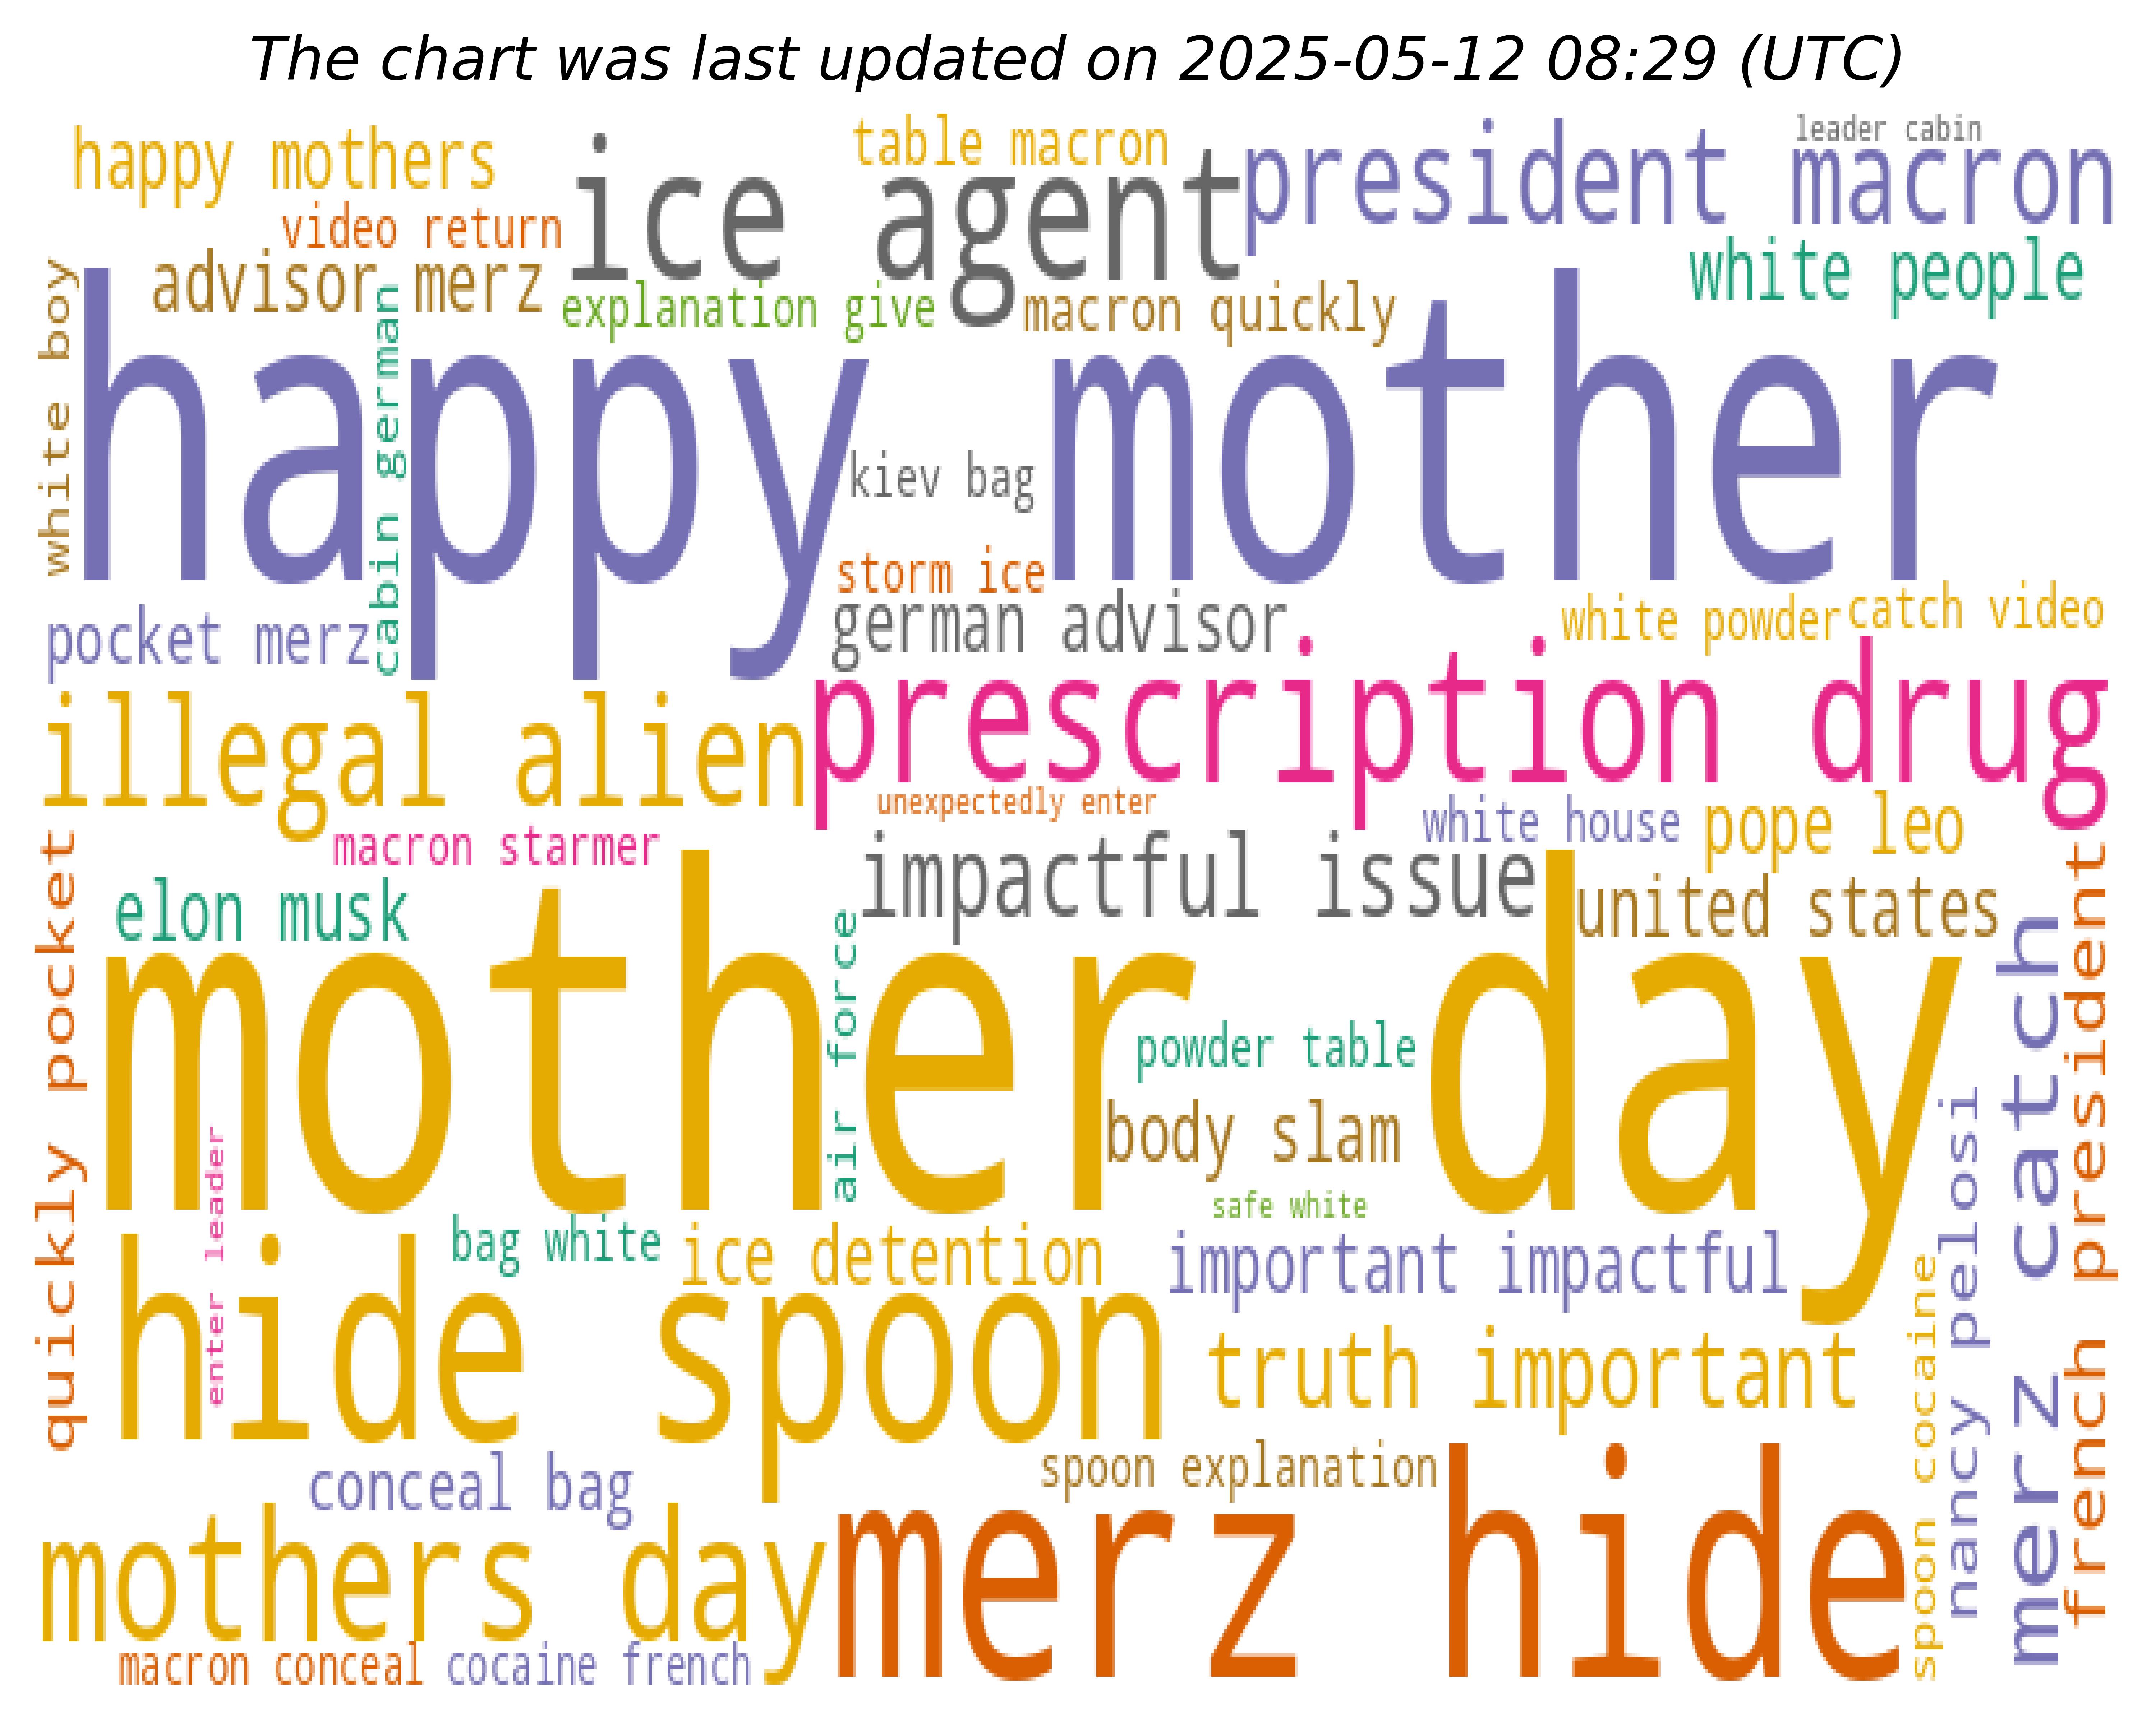 The chart was last updated on 2025-05-12 08:29 (UTC)
happy mothers
table macron
leader cabin
ice agent
president macron
video return
advisor merz
white people
explanation give
macron quickly
white boy
cabin german
happy mother
kiev bag
storm ice
german advisor
white powder
catch video
pocket merz
illegal alien
prescription drug
unexpectedly enter
white house
pope leo
macron starmer
impactful issue
elon musk
united states
quickly pocket
mother day
air force
powder table
body slam
safe white
enter leader
bag white
ice detention
important impactful
hide spoon
truth important
spoon cocaine
nancy pelosi
merz catch
french president
spoon explanation
conceal bag
mothers day
merz hide
macron conceal
cocaine french